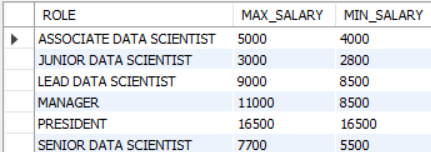 ROLE MAX_SALARY MIN_SALARY
ASSOCIATE DATA SCIENTIST 5000 4000
JUNIOR DATA SCIENTIST 3000 2800
LEAD DATA SCIENTIST 9000 8500
MANAGER 11000 8500
PRESIDENT 16500 16500
SENIOR DATA SCIENTIST 7700 5500